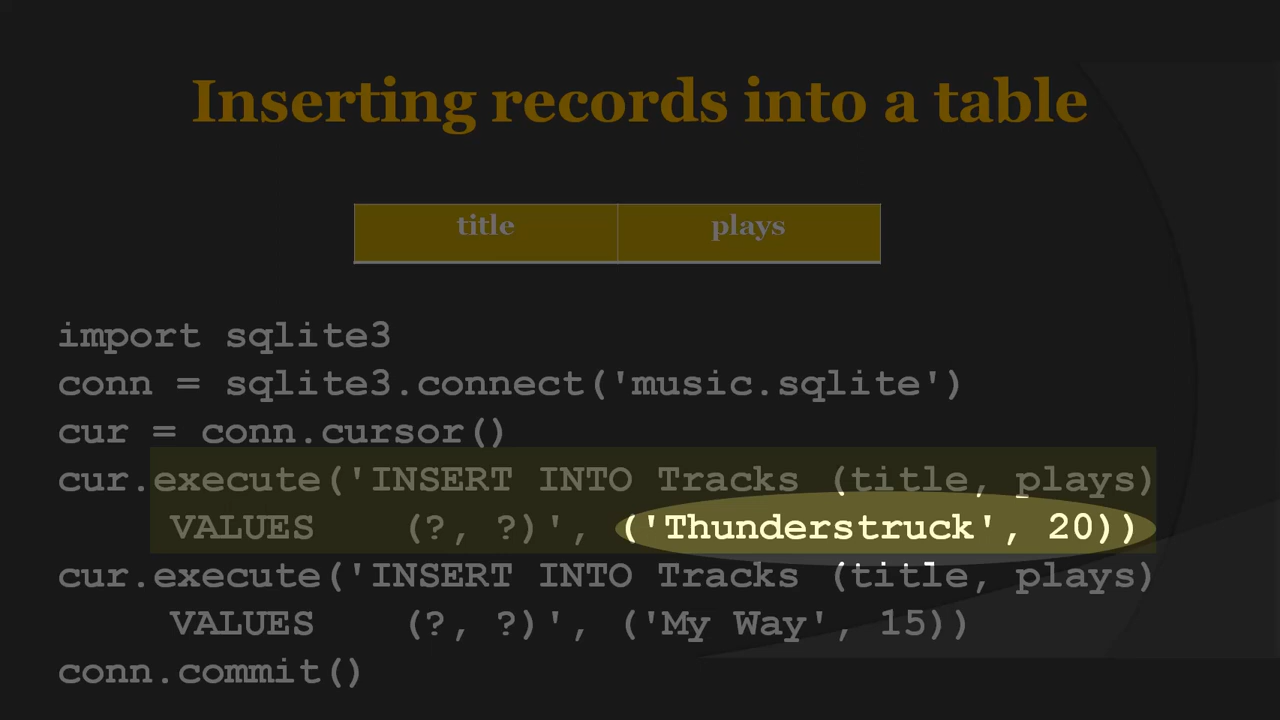 Inserting records into a table
title plays
import sqlite3
conn = sqlite3.connect('music.sqlite')
cur = conn.cursor()
cur.execute('INSERT INTO Tracks (title, plays)
VALUES (?, ?)', ('Thunderstruck', 20))
cur.execute('INSERT INTO Tracks (title, plays)
VALUES (?, ?)', ('My Way', 15))
conn.commit()